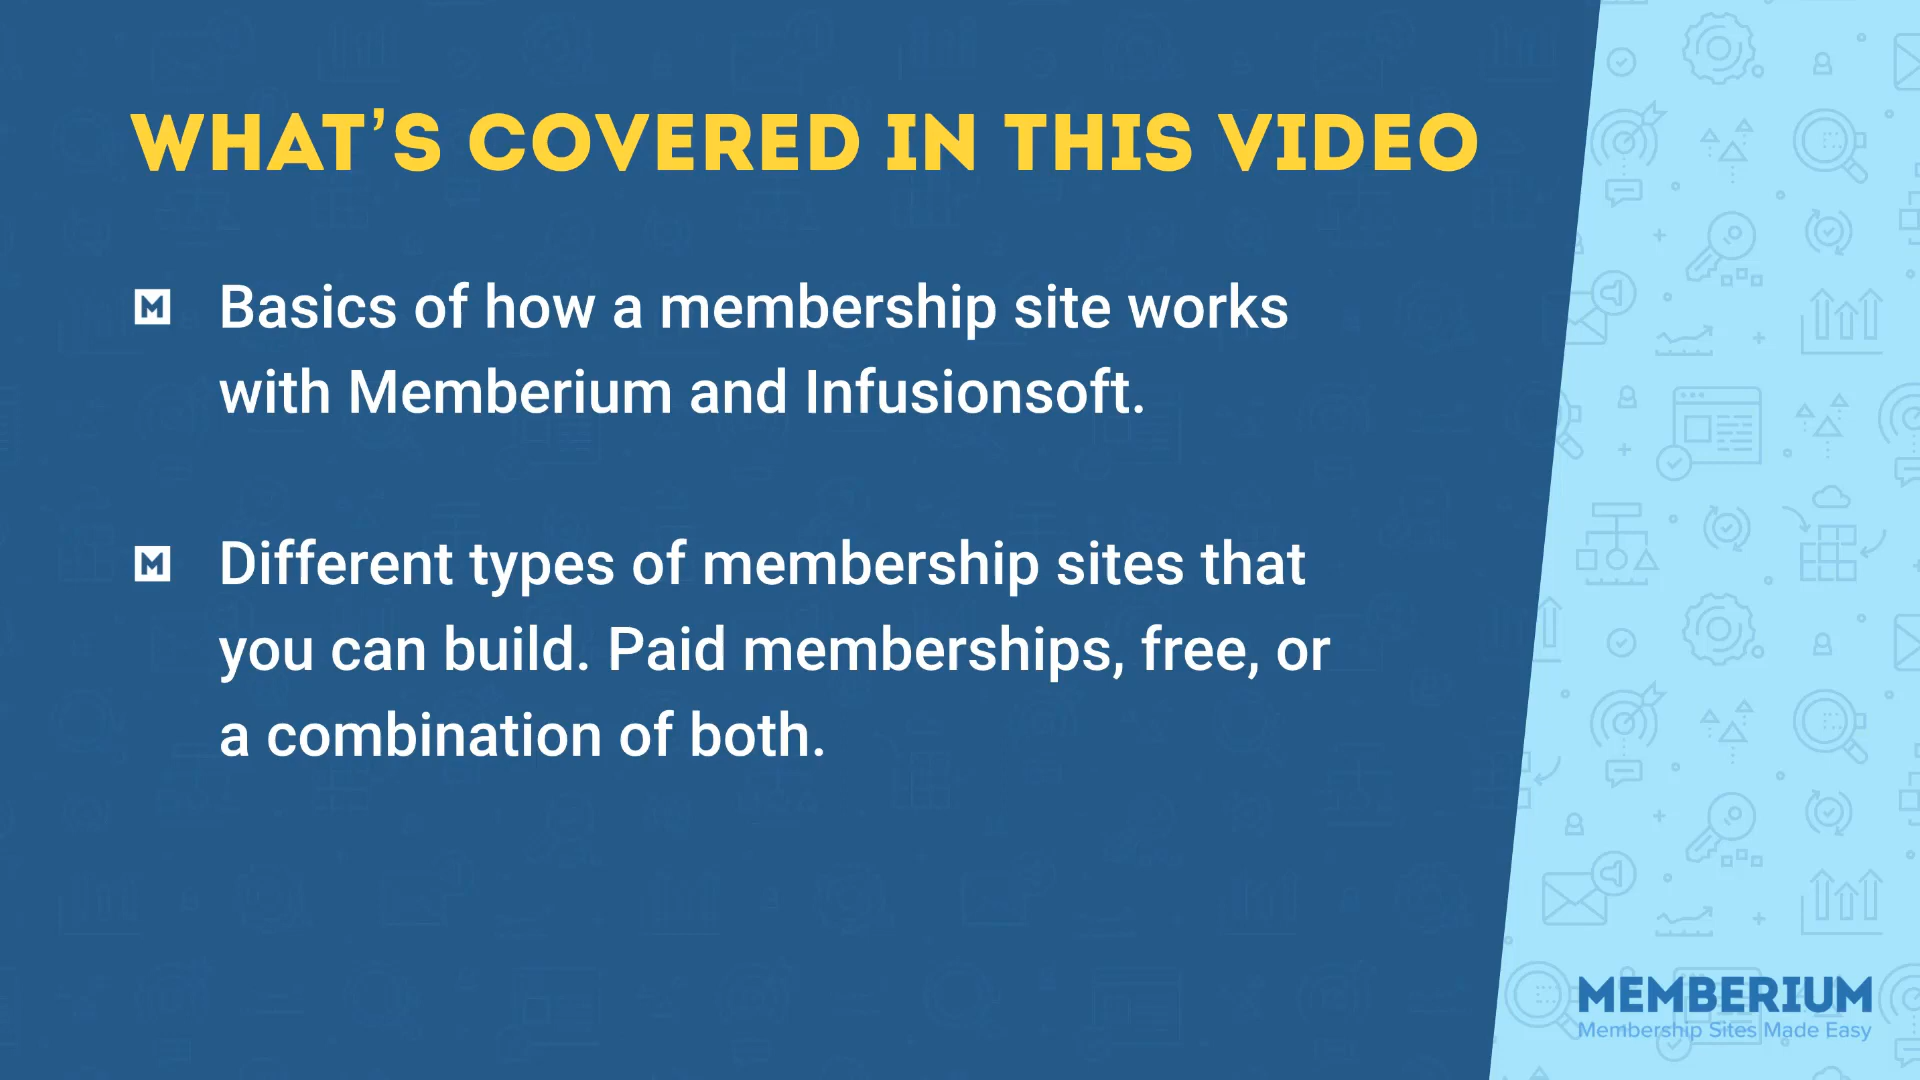 WHAT'S COVERED IN THIS VIDEO
M Basics of how a membership site works
with Memberium and Infusionsoft.
M Different types of membership sites that
you can build. Paid memberships, free, or
a combination of both.
MEMBERIUM
Membership Sites Made Easy